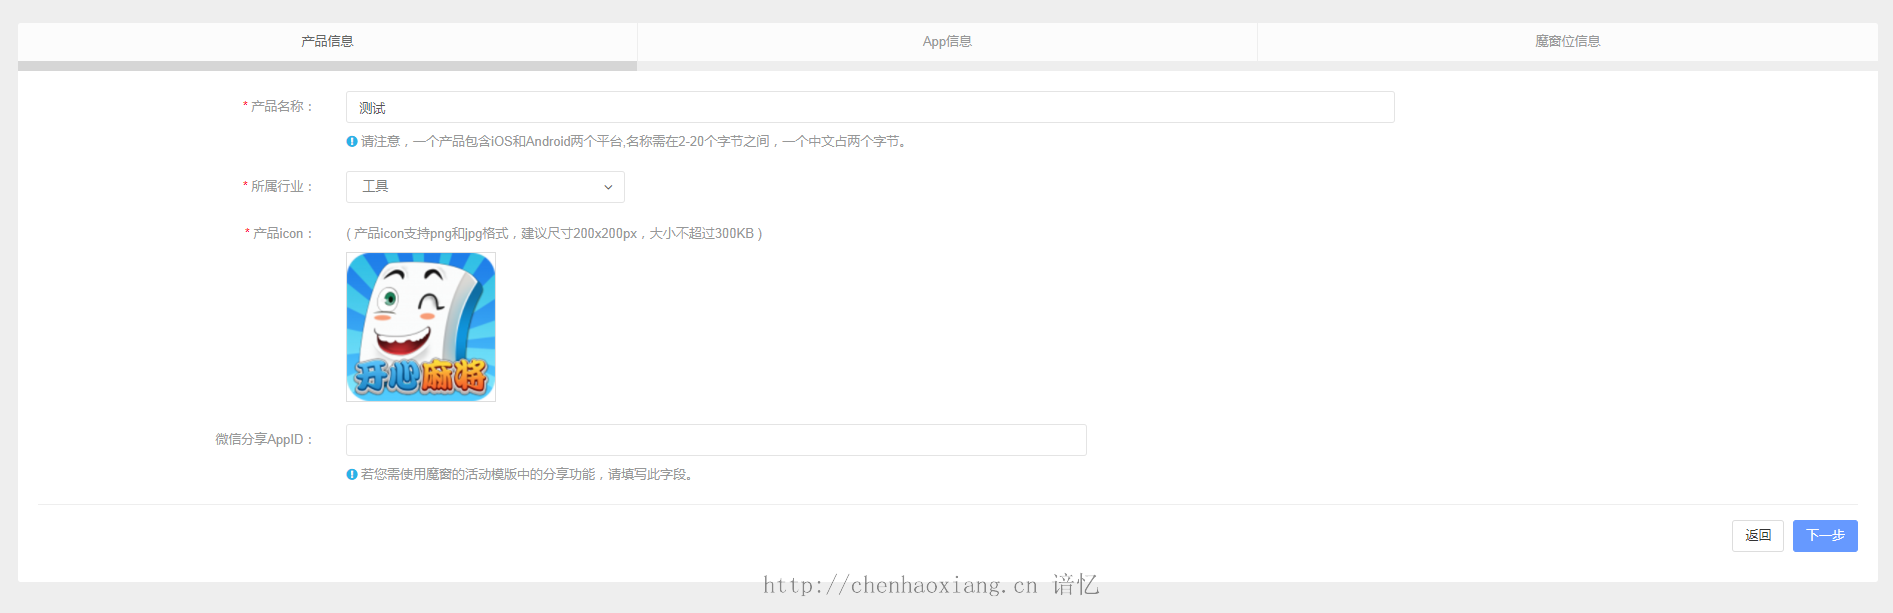 产品信息 App信息 魔窗位信息
* 产品名称： 测试
请注意，一个产品包含iOS和Android两个平台,名称需在2-20个字节之间，一个中文占两个字节。
* 所属行业： 工具
* 产品icon： ( 产品icon支持png和jpg格式，建议尺寸200x200px，大小不超过300KB )
开心麻将
微信分享AppID：
若您需使用魔窗的活动模版中的分享功能，请填写此字段。
返回 下一步
http://chenhaoxiang.cn 谙忆